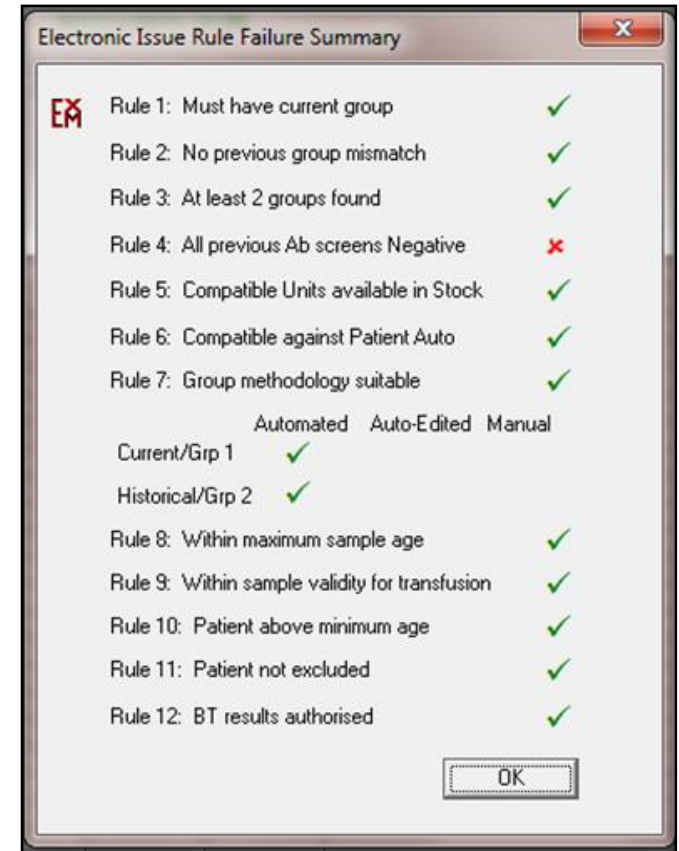 Electronic Issue Rule Failure Summary
EX Rule 1: Must have current group
EM
Rule 2: No previous group mismatch
Rule 3: At least 2 groups found
Rule 4: All previous Ab screens Negative
Rule 5: Compatible Units available in Stock
Rule 6: Compatible against Patient Auto
Rule 7: Group methodology suitable
Automated Auto-Edited Manual
Current/Grp 1
Historical/Grp 2
Rule 8: Within maximum sample age
Rule 9: Within sample validity for transfusion
Rule 10: Patient above minimum age
Rule 11: Patient not excluded
Rule 12: BT results authorised
OK